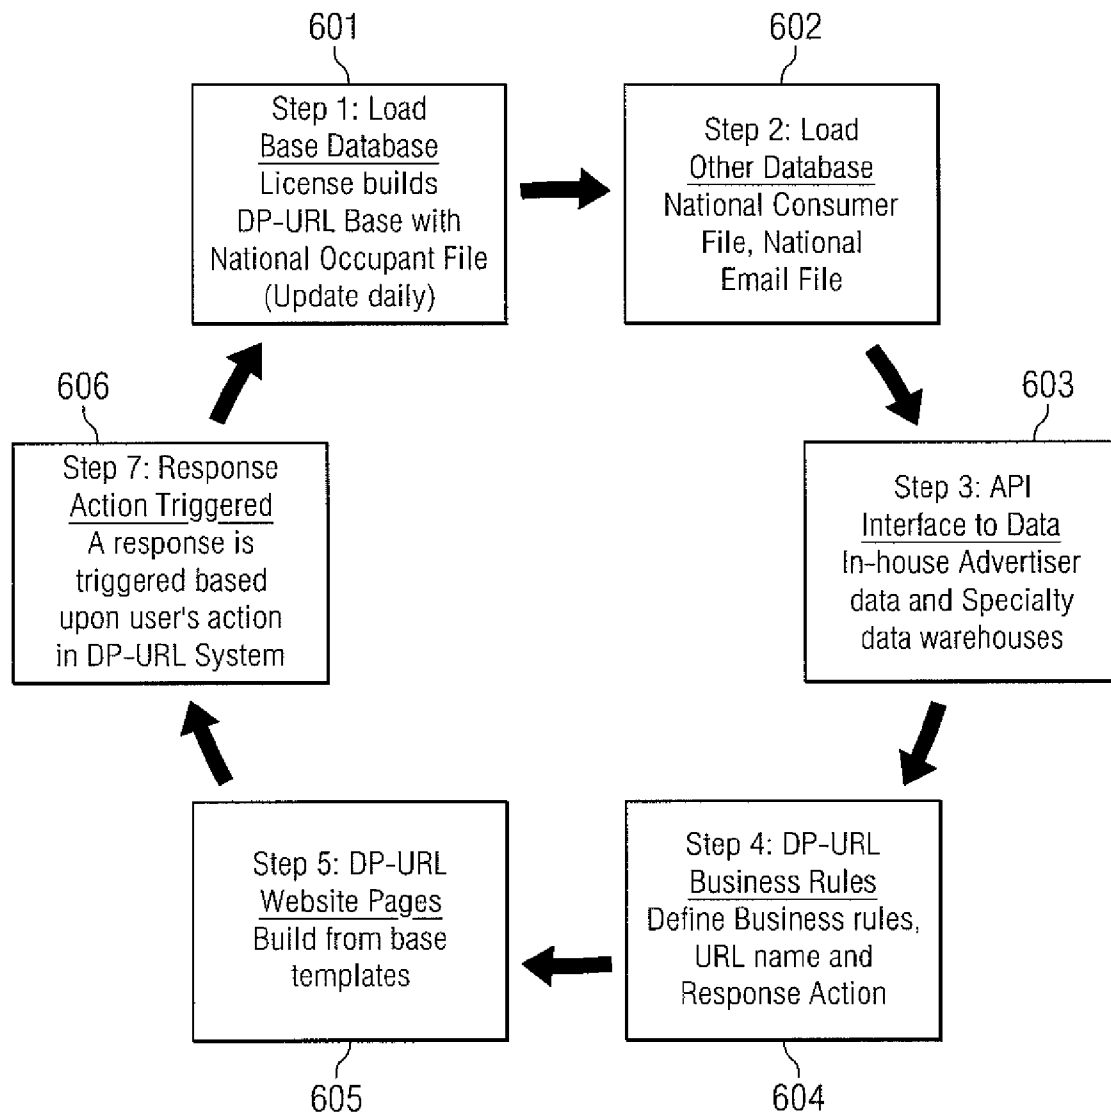 601
Step 1: Load
Base Database
License builds
DP-URL Base with
National Occupant File
(Update daily)
602
Step 2: Load
Other Database
National Consumer
File, National
Email File
603
Step 3: API
Interface to Data
In-house Advertiser
data and Specialty
data warehouses
Step 4: DP-URL
Business Rules
Define Business rules,
URL name and
Response Action
604
Step 5: DP-URL
Website Pages
Build from base
templates
605
606
Step 7: Response
Action Triggered
A response is
triggered based
upon user's action
in DP-URL System